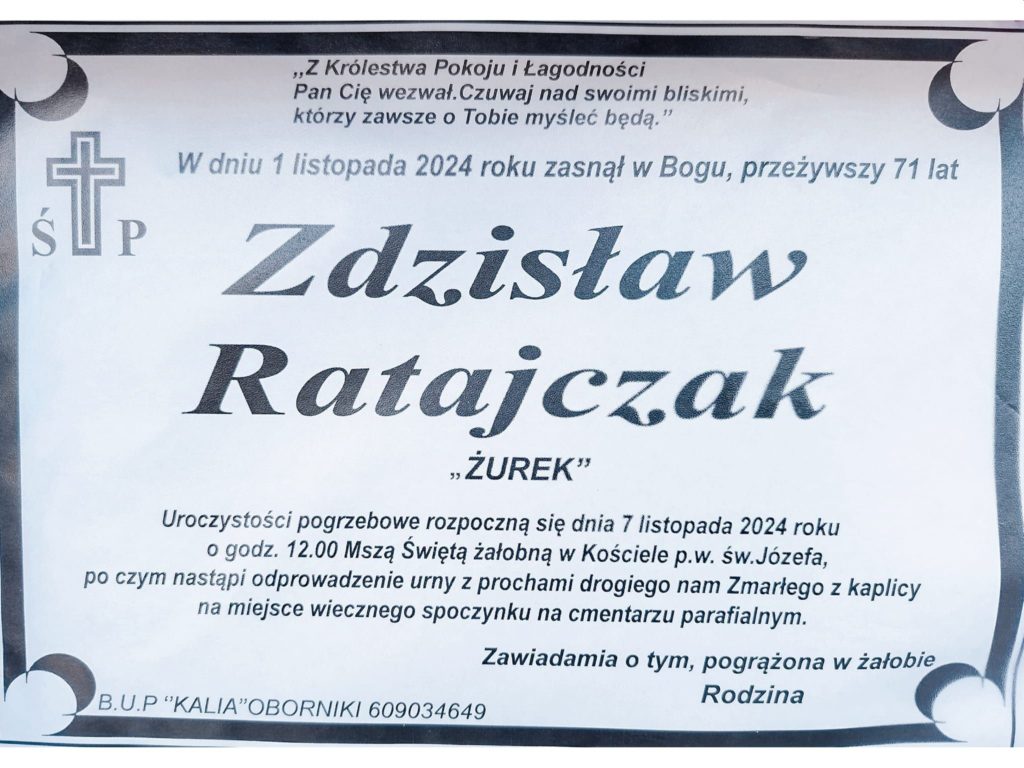 „Z Królestwa Pokoju i Łagodności
Pan Cię wezwał.Czuwaj nad swoimi bliskimi,
którzy zawsze o Tobie myśleć będą.”
W dniu 1 listopada 2024 roku zasnął w Bogu, przeżywszy 71 lat
Ś P
Zdzisław
Ratajczak
„ŻUREK”
Uroczystości pogrzebowe rozpoczną się dnia 7 listopada 2024 roku
o godz. 12.00 Mszą Świętą żałobną w Kościele p.w. św.Józefa,
po czym nastąpi odprowadzenie urny z prochami drogiego nam Zmarłego z kaplicy
na miejsce wiecznego spoczynku na cmentarzu parafialnym.
Zawiadamia o tym, pogrążona w żałobie
Rodzina
B.U.P “KALIA”OBORNIKI 609034649